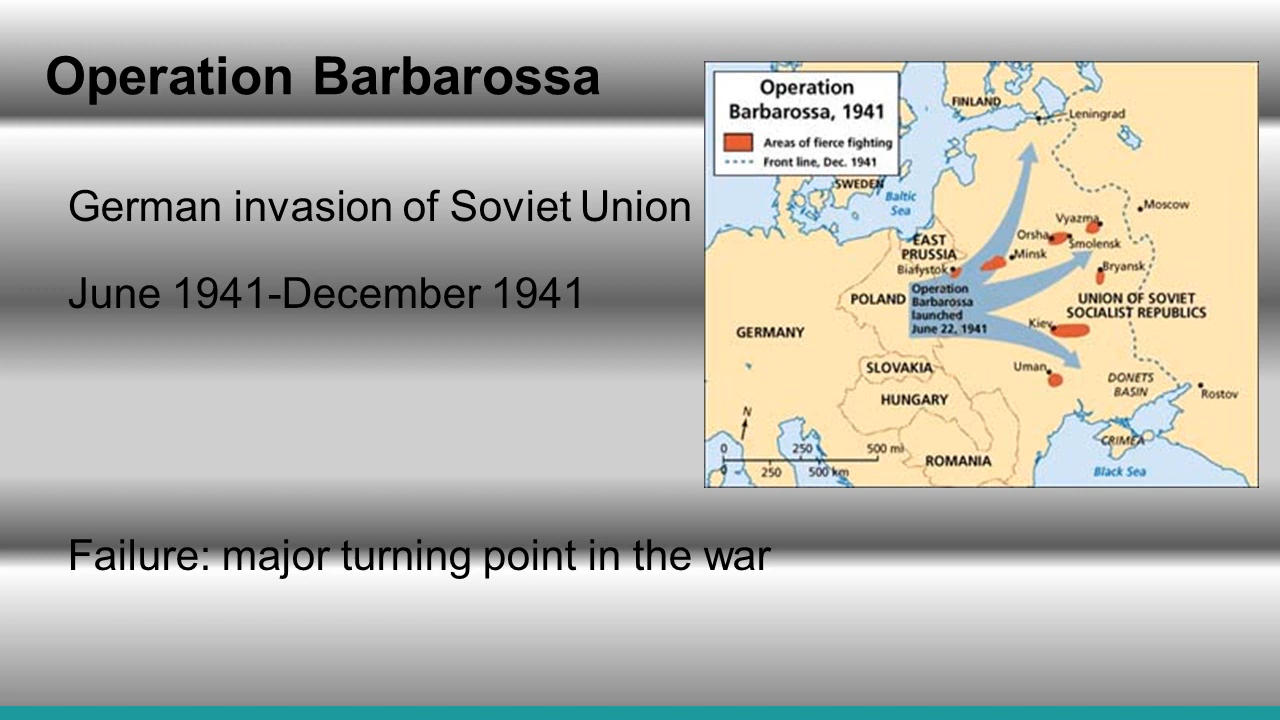 Operation Barbarossa
German invasion of Soviet Union
June 1941-December 1941
Failure: major turning point in the war
Operation
Barbarossa, 1941
Areas of fierce fighting
Front line, Dec. 1941
FINLAND
Leningrad
SWEDEN
Baltic
Sea
Moscow
Vyazma
Orsha
Smolensk
EAST
PRUSSIA
Minsk
Białystok
Bryansk
POLAND
Operation
Barbarossa
launched
June 22, 1941
UNION OF SOVIET
SOCIALIST REPUBLICS
GERMANY
Kiev
SLOVAKIA
Uman
DONETS
BASIN
HUNGARY
Rostov
N
CRIMEA
0 250 500 mi
0 250 500 km
ROMANIA
Black Sea